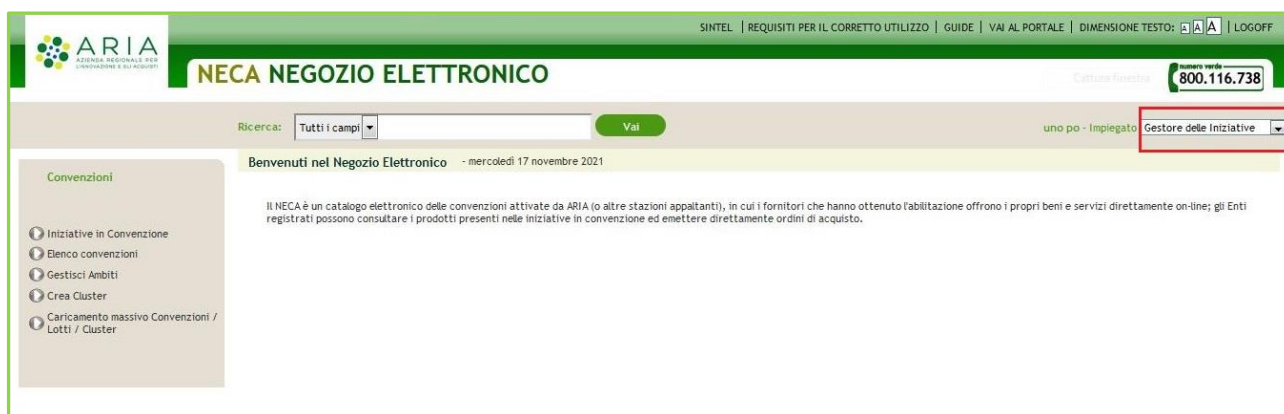 SINTEL | REQUISITI PER IL CORRETTO UTILIZZO | GUIDE | VAI AL PORTALE | DIMENSIONE TESTO: A A A | LOGOFF
ARIA
AZIENDA REGIONALE PER
L'INNOVAZIONE E GLI ACQUISTI
NECA NEGOZIO ELETTRONICO
Cattura finestra
numero verde
800.116.738
Ricerca: Tutti i campi Vai
uno po - Impiegato Gestore delle Iniziative
Benvenuti nel Negozio Elettronico - mercoledì 17 novembre 2021
Convenzioni
Il NECA è un catalogo elettronico delle convenzioni attivate da ARIA (o altre stazioni appaltanti), in cui i fornitori che hanno ottenuto l'abilitazione offrono i propri beni e servizi direttamente on-line; gli Enti
registrati possono consultare i prodotti presenti nelle iniziative in convenzione ed emettere direttamente ordini di acquisto.
Iniziative in Convenzione
Elenco convenzioni
Gestisci Ambiti
Crea Cluster
Caricamento massivo Convenzioni /
Lotti / Cluster